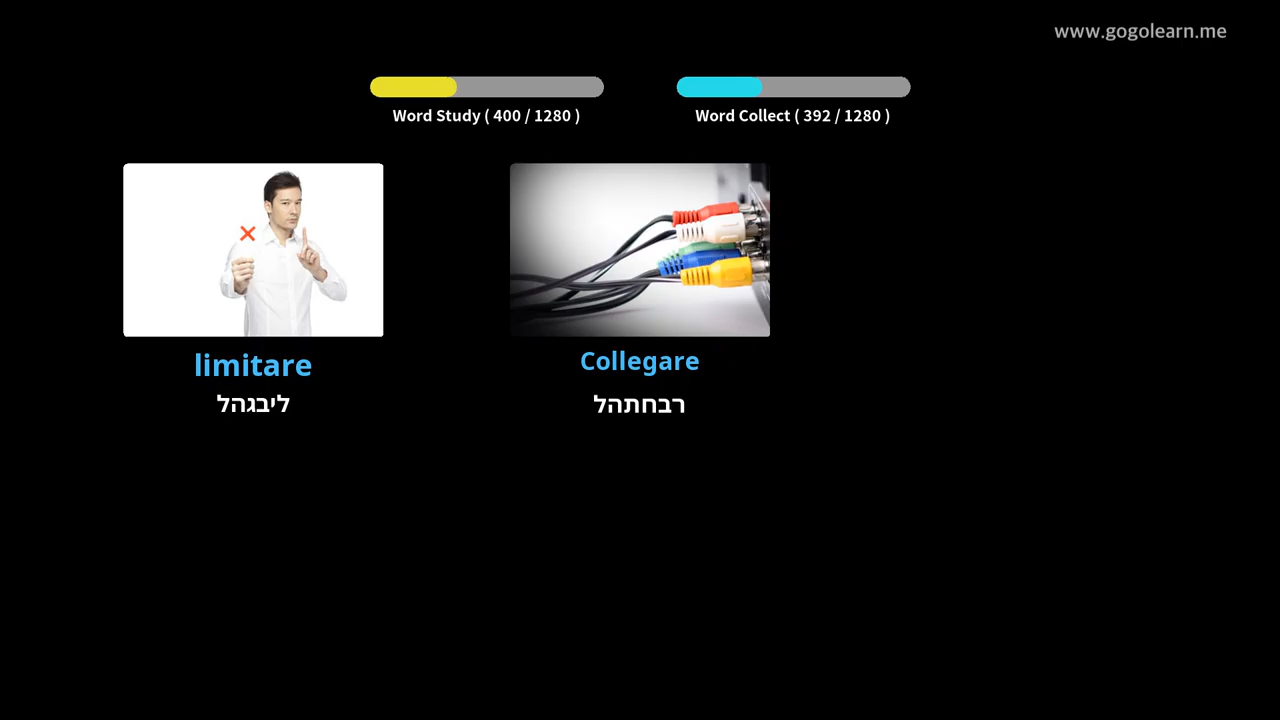 www.gogolearn.me
Word Study ( 400 / 1280 )
Word Collect ( 392 / 1280 )
limitare
ליבגהל
Collegare
רבחתהל